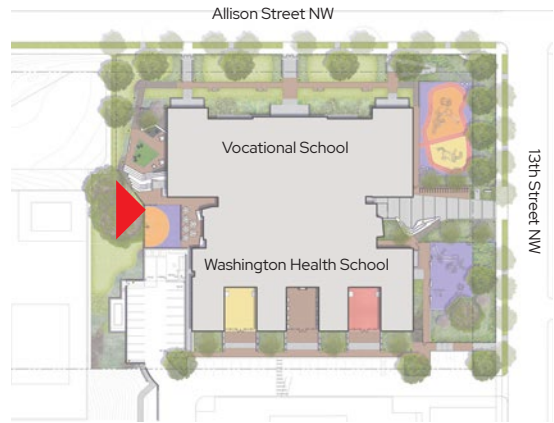 Allison Street NW
Vocational School
13th Street NW
Washington Health School